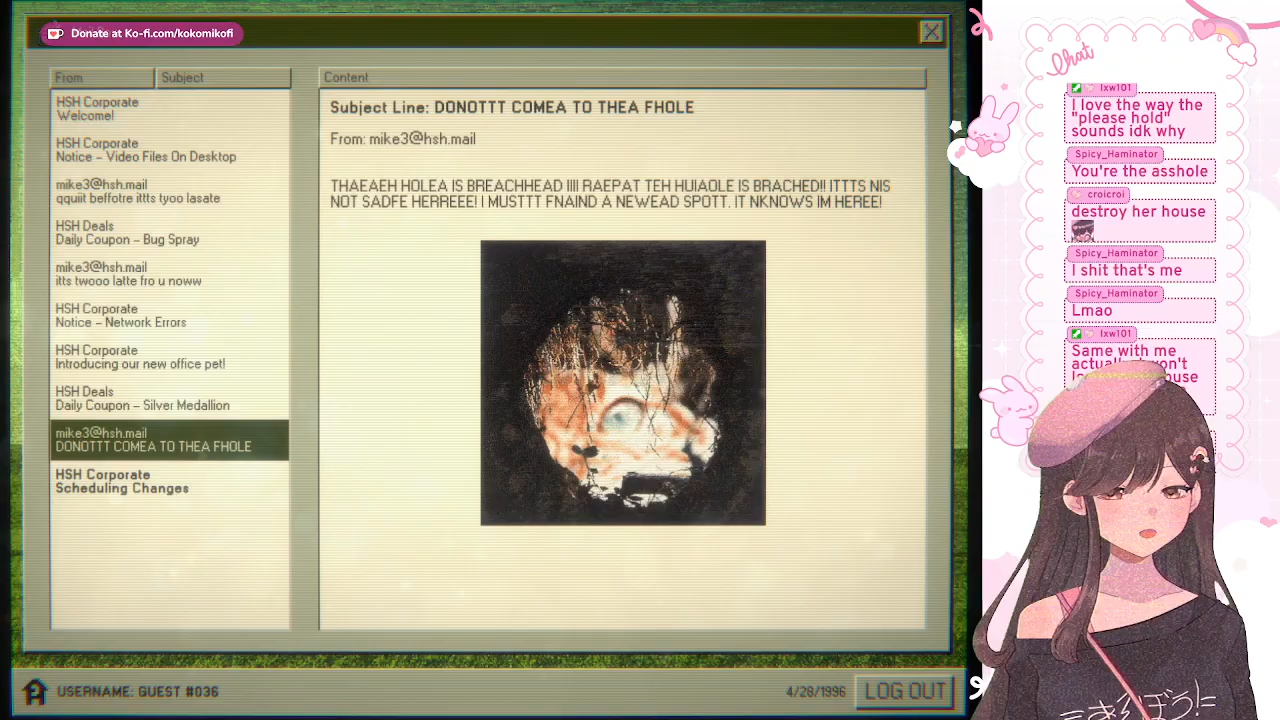 Donate at Ko-fi.com/kokomikofi
From
Subject
Content
HSH Corporate
Welcome!
HSH Corporate
Notice - Video Files On Desktop
mike3@hsh.mail
qquiit beffotre ittts tyoo lasate
HSH Deals
Daily Coupon - Bug Spray
mike3@hsh.mail
itts twooo latte fro u noww
HSH Corporate
Notice - Network Errors
HSH Corporate
Introducing our new office pet!
HSH Deals
Daily Coupon - Silver Medallion
mike3@hsh.mail
DONOTTT COMEA TO THEA FHOLE
HSH Corporate
Scheduling Changes
Subject Line: DONOTTT COMEA TO THEA FHOLE
From: mike3@hsh.mail
THAEAEH HOLEA IS BREACHHEAD IIII RAEPAT TEH HUIAOLE IS BRACHED!! ITTTS NIS
NOT SADFE HERREEE! I MUSTTT FNAIND A NEWEAD SPOTT. IT NKNOWS IM HEREE!
USERNAME: GUEST #036
4/28/1996
LOG OUT
Chat
lxw101
I love the way the
"please hold"
sounds idk why
Spicy_Haminator
You're the asshole
croicroi
destroy her house
Spicy_Haminator
I shit that's me
Spicy_Haminator
Lmao
lxw101
Same with me